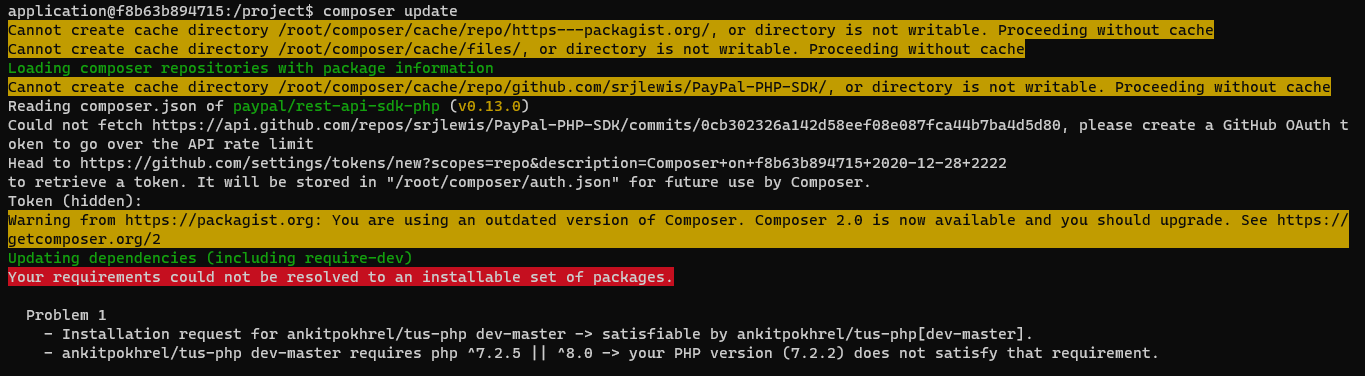 application@f8b63b894715:/project$ composer update
Cannot create cache directory /root/composer/cache/repo/https---packagist.org/, or directory is not writable. Proceeding without cache
Cannot create cache directory /root/composer/cache/files/, or directory is not writable. Proceeding without cache
Loading composer repositories with package information
Cannot create cache directory /root/composer/cache/repo/github.com/srjlewis/PayPal-PHP-SDK/, or directory is not writable. Proceeding without cache
Reading composer.json of paypal/rest-api-sdk-php (v0.13.0)
Could not fetch https://api.github.com/repos/srjlewis/PayPal-PHP-SDK/commits/0cb302326a142d58eef08e087fca44b7ba4d5d80, please create a GitHub OAuth t
oken to go over the API rate limit
Head to https://github.com/settings/tokens/new?scopes=repo&description=Composer+on+f8b63b894715+2020-12-28+2222
to retrieve a token. It will be stored in "/root/composer/auth.json" for future use by Composer.
Token (hidden):
Warning from https://packagist.org: You are using an outdated version of Composer. Composer 2.0 is now available and you should upgrade. See https://
getcomposer.org/2
Updating dependencies (including require-dev)
Your requirements could not be resolved to an installable set of packages.
Problem 1
- Installation request for ankitpokhrel/tus-php dev-master -> satisfiable by ankitpokhrel/tus-php[dev-master].
- ankitpokhrel/tus-php dev-master requires php ^7.2.5 || ^8.0 -> your PHP version (7.2.2) does not satisfy that requirement.